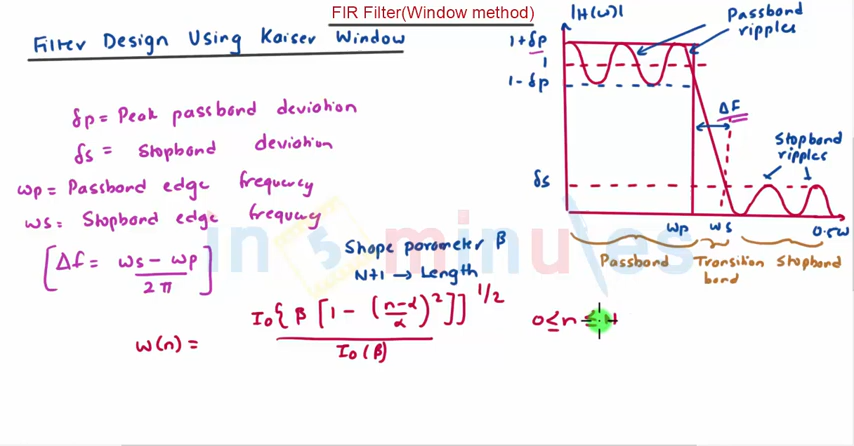 FIR Filter(Window method)
Filter Design Using Kaiser Window
δp = Peak passband deviation
δs = Stopband deviation
ωp = Passband edge frequency
ωs = Stopband edge frequency
[Δf = ωs - ωp / 2π]
Shape parameter β
N+1 → Length
w(n) = I₀{β[1 - (n-α/α)²]]^1/2 / I₀(β)
0 ≤ n ≤
|H(ω)|
Passband ripples
1+δp
1
1-δp
ΔF
Stopband ripples
δs
ωp ωs 0.5ω
Passband Transition band Stopband
in 5 minutes